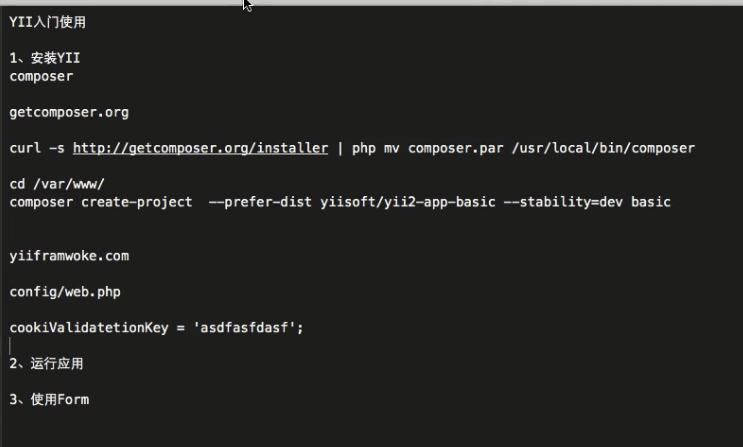 YII入门使用
1、安装YII
composer
getcomposer.org
curl -s http://getcomposer.org/installer | php mv composer.par /usr/local/bin/composer
cd /var/www/
composer create-project  --prefer-dist yiisoft/yii2-app-basic --stability=dev basic
yiiframwoke.com
config/web.php
cookiValidatetionKey = 'asdfasfdasf';
2、运行应用
3、使用Form